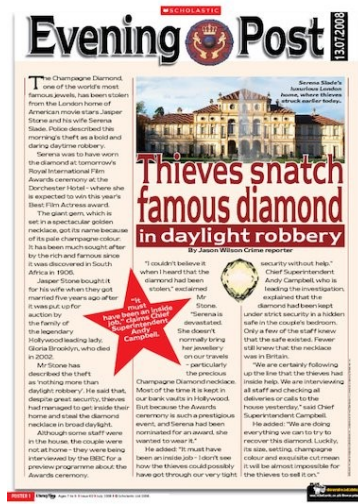 SCHOLASTIC
Evening Post
13.07.2008
The Champagne Diamond,
one of the world's most
famous jewels, has been stolen
from the London home of
American movie stars Jasper
Stone and his wife Serena
Slade. Police described this
morning's theft as a bold and
daring daytime robbery.
Serena was to have worn
the diamond at tomorrow's
Royal International Film
Awards ceremony at the
Dorchester Hotel – where she
is expected to win this year's
Best Film Actress award.
The giant gem, which is
set in a spectacular golden
necklace, got its name because
of its pale champagne colour.
It has been much sought after
by the rich and famous since
it was discovered in South
Africa in 1906.
Jasper Stone bought it
for his wife when they got
married five years ago after
it was put up for
auction by
the family of
the legendary
Hollywood leading lady,
Gloria Brooklyn, who died
in 2002.
Mr Stone has
described the theft
as 'nothing more than
daylight robbery'. He said that,
despite great security, thieves
had managed to get inside their
home and steal the diamond
necklace in broad daylight.
Although some staff were
in the house, the couple were
not at home – they were being
interviewed by the BBC for a
preview programme about the
Awards ceremony.
Serena Slade's
luxurious London
home, where thieves
struck earlier today.
Thieves snatch
famous diamond
in daylight robbery
By Jason Wilson Crime reporter
"It must
have been an inside
job," claims Chief
Superintendent
Andy
Campbell.
"I couldn't believe it
when I heard that the
diamond had been
stolen," exclaimed
Mr
Stone.
"Serena is
devastated.
She doesn't
normally bring
her jewellery
on our travels
– particularly
the precious
Champagne Diamond necklace.
Most of the time it is kept in
our bank vaults in Hollywood.
But because the Awards
ceremony is such a prestigious
event, and Serena had been
nominated for an award, she
wanted to wear it."
He added: "It must have
been an inside job – I don't see
how the thieves could possibly
have got through our very tight
security without help."
Chief Superintendent
Andy Campbell, who is
leading the investigation,
explained that the
diamond had been kept
under strict security in a hidden
safe in the couple's bedroom.
Only a few of the staff knew
that the safe existed. Fewer
still knew that the necklace
was in Britain.
"We are certainly following
up the line that the thieves had
inside help. We are interviewing
all staff and checking all
deliveries or calls to the
house yesterday," said Chief
Superintendent Campbell.
He added: "We are doing
everything we can to try to
recover this diamond. Luckily,
its size, setting, champagne
colour and exquisite cut mean
it will be almost impossible for
the thieves to sell it on."
POSTER 1